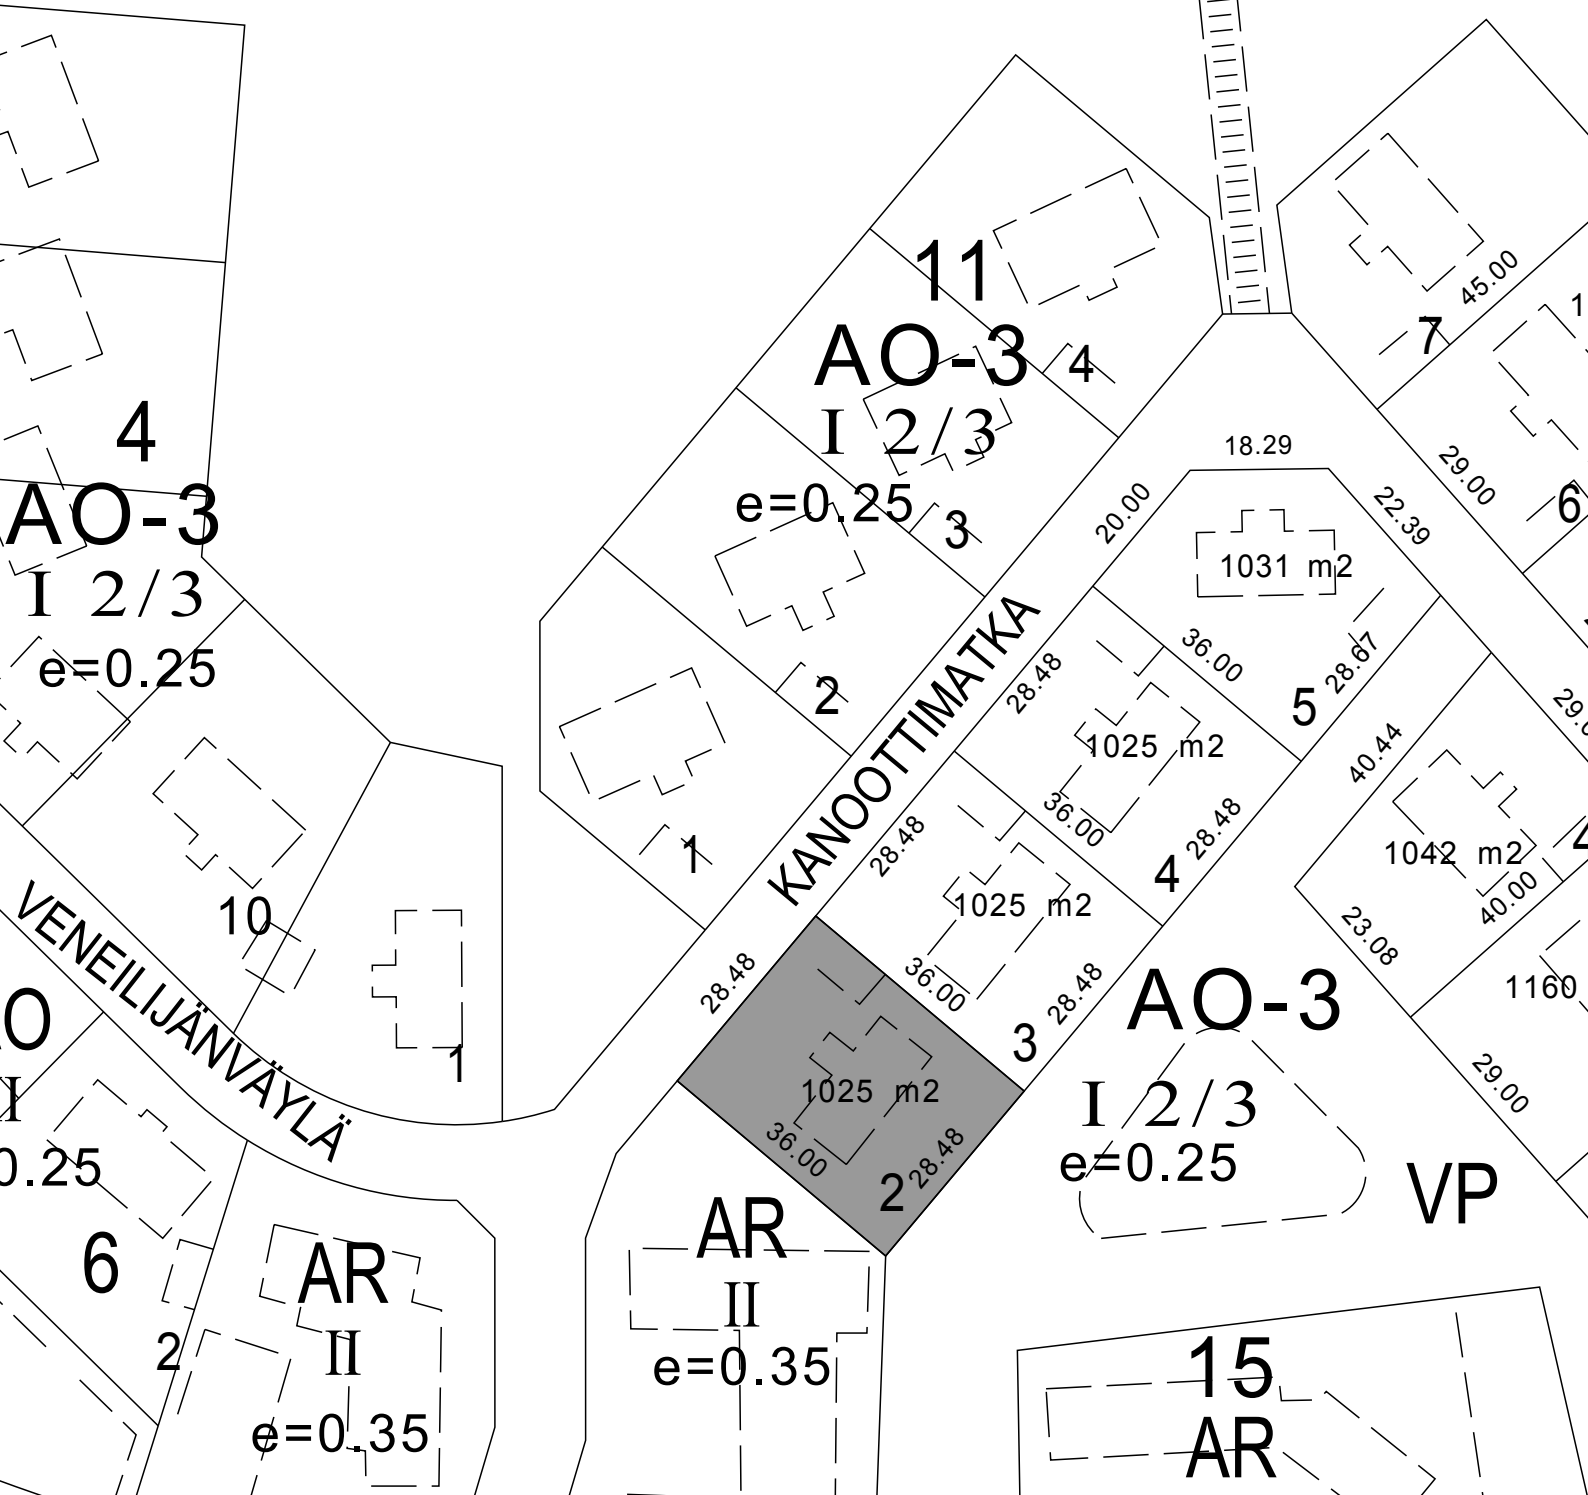 11
AO-3
I 2/3
e=0.25
4
3
2
1
4
AO-3
I 2/3
e=0.25
10
1
VENEILIJÄNVÄYLÄ
KANOOTTIMATKA
18.29
20.00
22.39
1031 m2
36.00
28.67
5
28.48
1025 m2
36.00
28.48
4
28.48
1025 m2
36.00
28.48
3
28.48
1025 m2
36.00
28.48
2
45.00
7
29.00
6
40.44
1042 m2
40.00
23.08
1160
29.00
AO-3
I 2/3
e=0.25
VP
AR
II
e=0.35
AR
II
e=0.35
6
2
15
AR